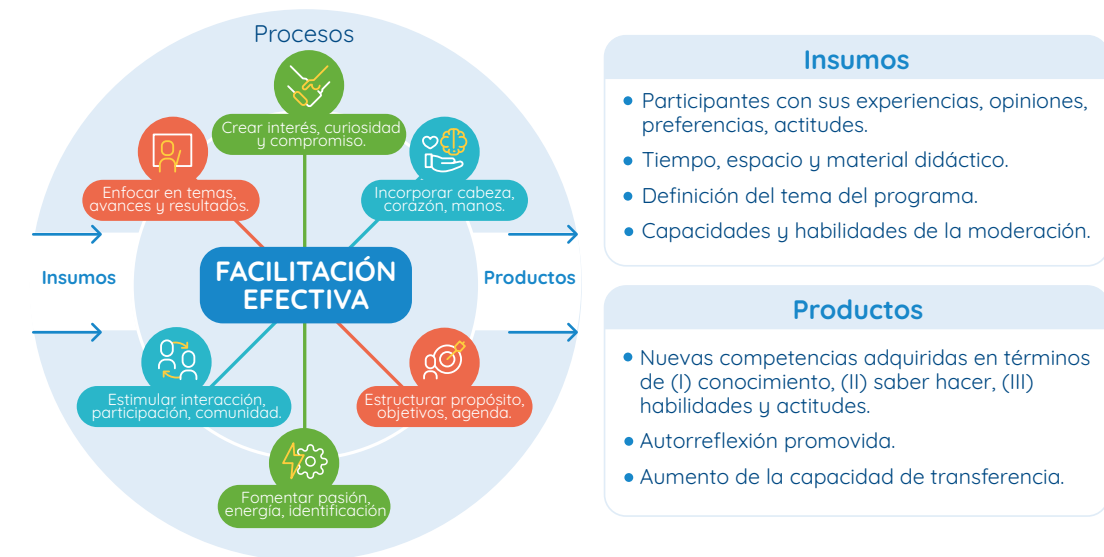 Procesos
Crear interés, curiosidad
y compromiso.
Enfocar en temas,
avances y resultados.
Incorporar cabeza,
corazón, manos.
Insumos
FACILITACIÓN
EFECTIVA
Productos
Estimular interacción,
participación, comunidad.
Estructurar propósito,
objetivos, agenda.
Fomentar pasión,
energía, identificación
Insumos
• Participantes con sus experiencias, opiniones,
preferencias, actitudes.
• Tiempo, espacio y material didáctico.
• Definición del tema del programa.
• Capacidades y habilidades de la moderación.
Productos
• Nuevas competencias adquiridas en términos
de (I) conocimiento, (II) saber hacer, (III)
habilidades y actitudes.
• Autorreflexión promovida.
• Aumento de la capacidad de transferencia.